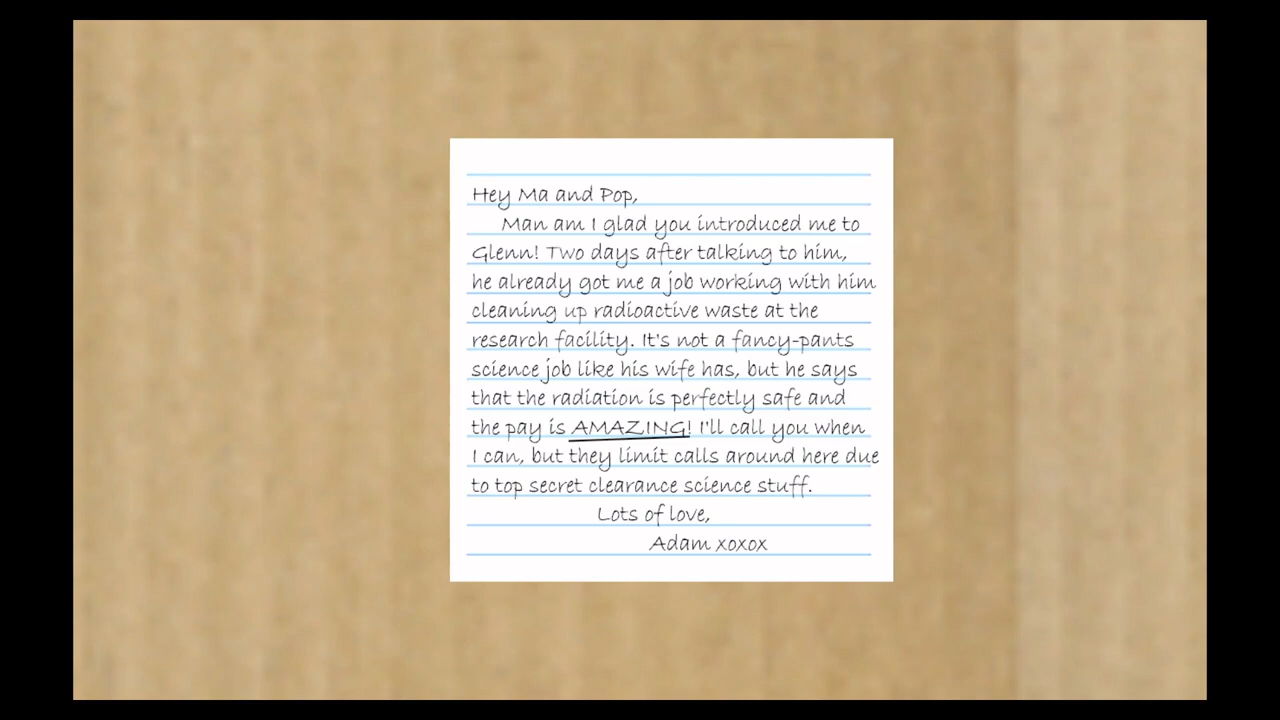 Hey Ma and Pop,
Man am I glad you introduced me to
Glenn! Two days after talking to him,
he already got me a job working with him
cleaning up radioactive waste at the
research facility. It's not a fancy-pants
science job like his wife has, but he says
that the radiation is perfectly safe and
the pay is AMAZING! I'll call you when
I can, but they limit calls around here due
to top secret clearance science stuff.
Lots of love,
Adam xoxox